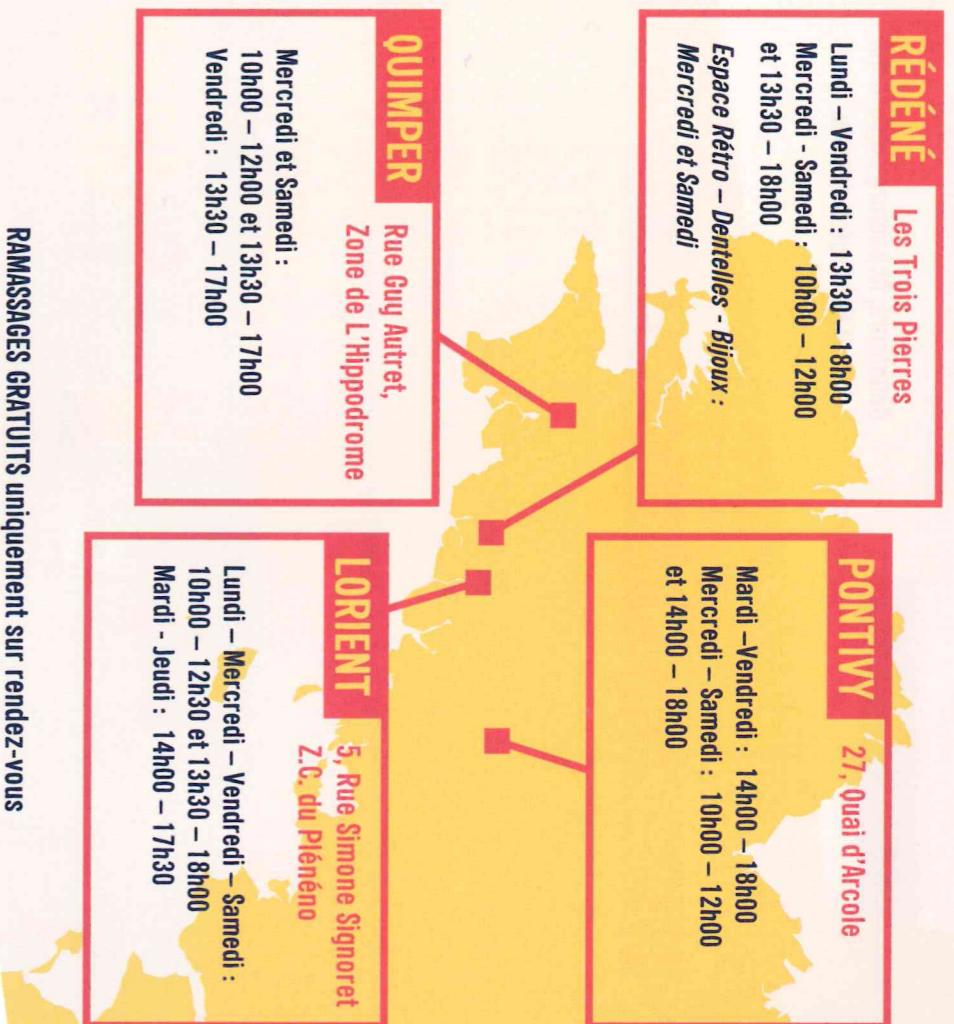 RÉDÉNÉ
Les Trois Pierres
Lundi – Vendredi : 13h30 – 18h00
Mercredi - Samedi : 10h00 – 12h00
et 13h30 – 18h00
Espace Rétro – Dentelles - Bijoux :
Mercredi et Samedi
PONTIVY
27, Quai d'Arcole
Mardi –Vendredi : 14h00 – 18h00
Mercredi – Samedi : 10h00 – 12h00
et 14h00 – 18h00
QUIMPER
Rue Guy Autret,
Zone de L'Hippodrome
Mercredi et Samedi :
10h00 – 12h00 et 13h30 – 17h00
Vendredi : 13h30 – 17h00
LORIENT
5, Rue Simone Signoret
Z.C. du Plénéno
Lundi – Mercredi – Vendredi – Samedi :
10h00 – 12h30 et 13h30 – 18h00
Mardi - Jeudi : 14h00 – 17h30
RAMASSAGES GRATUITS uniquement sur rendez-vous